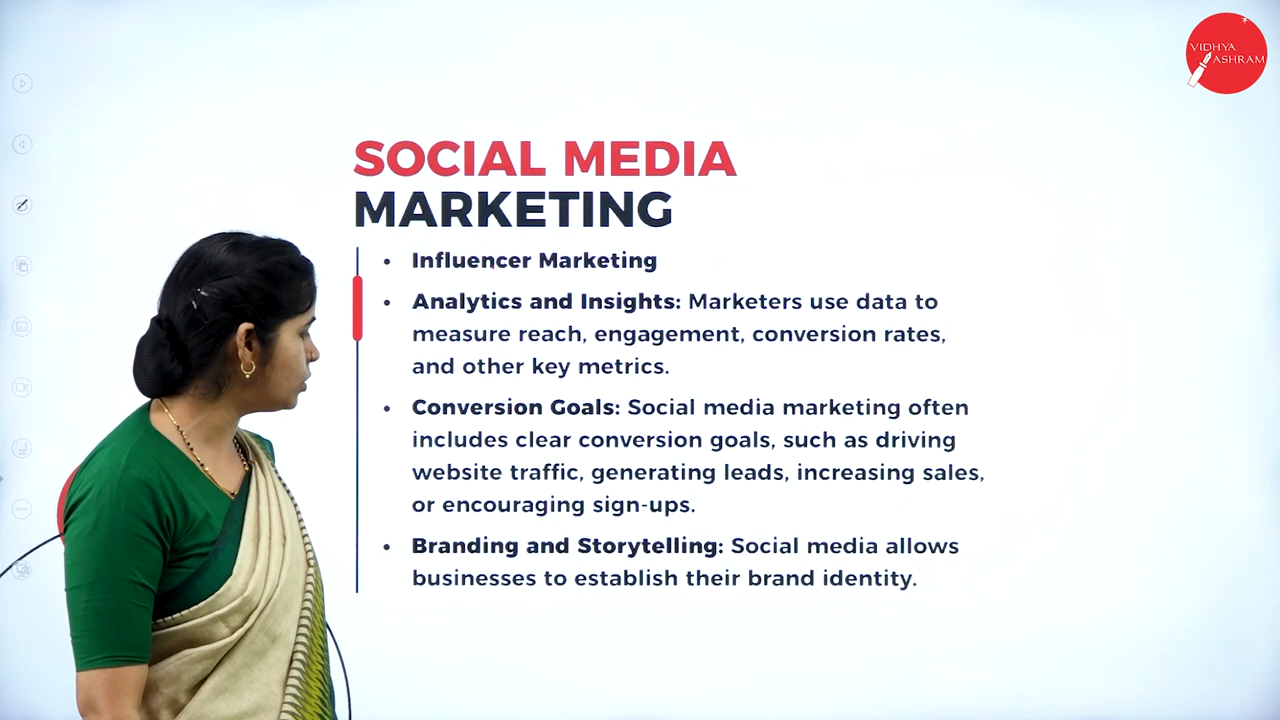 VIDHYA
ASHRAM
SOCIAL MEDIA
MARKETING
• Influencer Marketing
• Analytics and Insights: Marketers use data to
measure reach, engagement, conversion rates,
and other key metrics.
• Conversion Goals: Social media marketing often
includes clear conversion goals, such as driving
website traffic, generating leads, increasing sales,
or encouraging sign-ups.
• Branding and Storytelling: Social media allows
businesses to establish their brand identity.